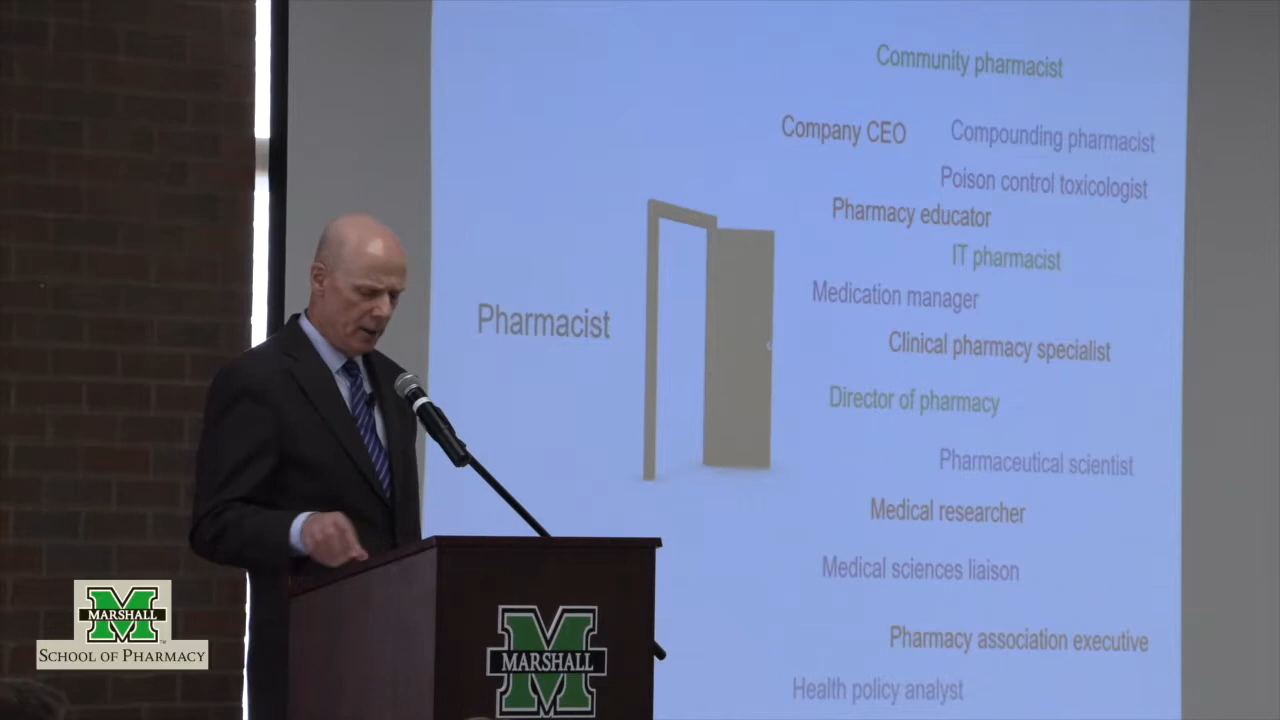 Community pharmacist
Company CEO
Compounding pharmacist
Poison control toxicologist
Pharmacy educator
IT pharmacist
Medication manager
Pharmacist
Clinical pharmacy specialist
Director of pharmacy
Pharmaceutical scientist
Medical researcher
Medical sciences liaison
Pharmacy association executive
Health policy analyst
MARSHALL
MARSHALL
SCHOOL OF PHARMACY